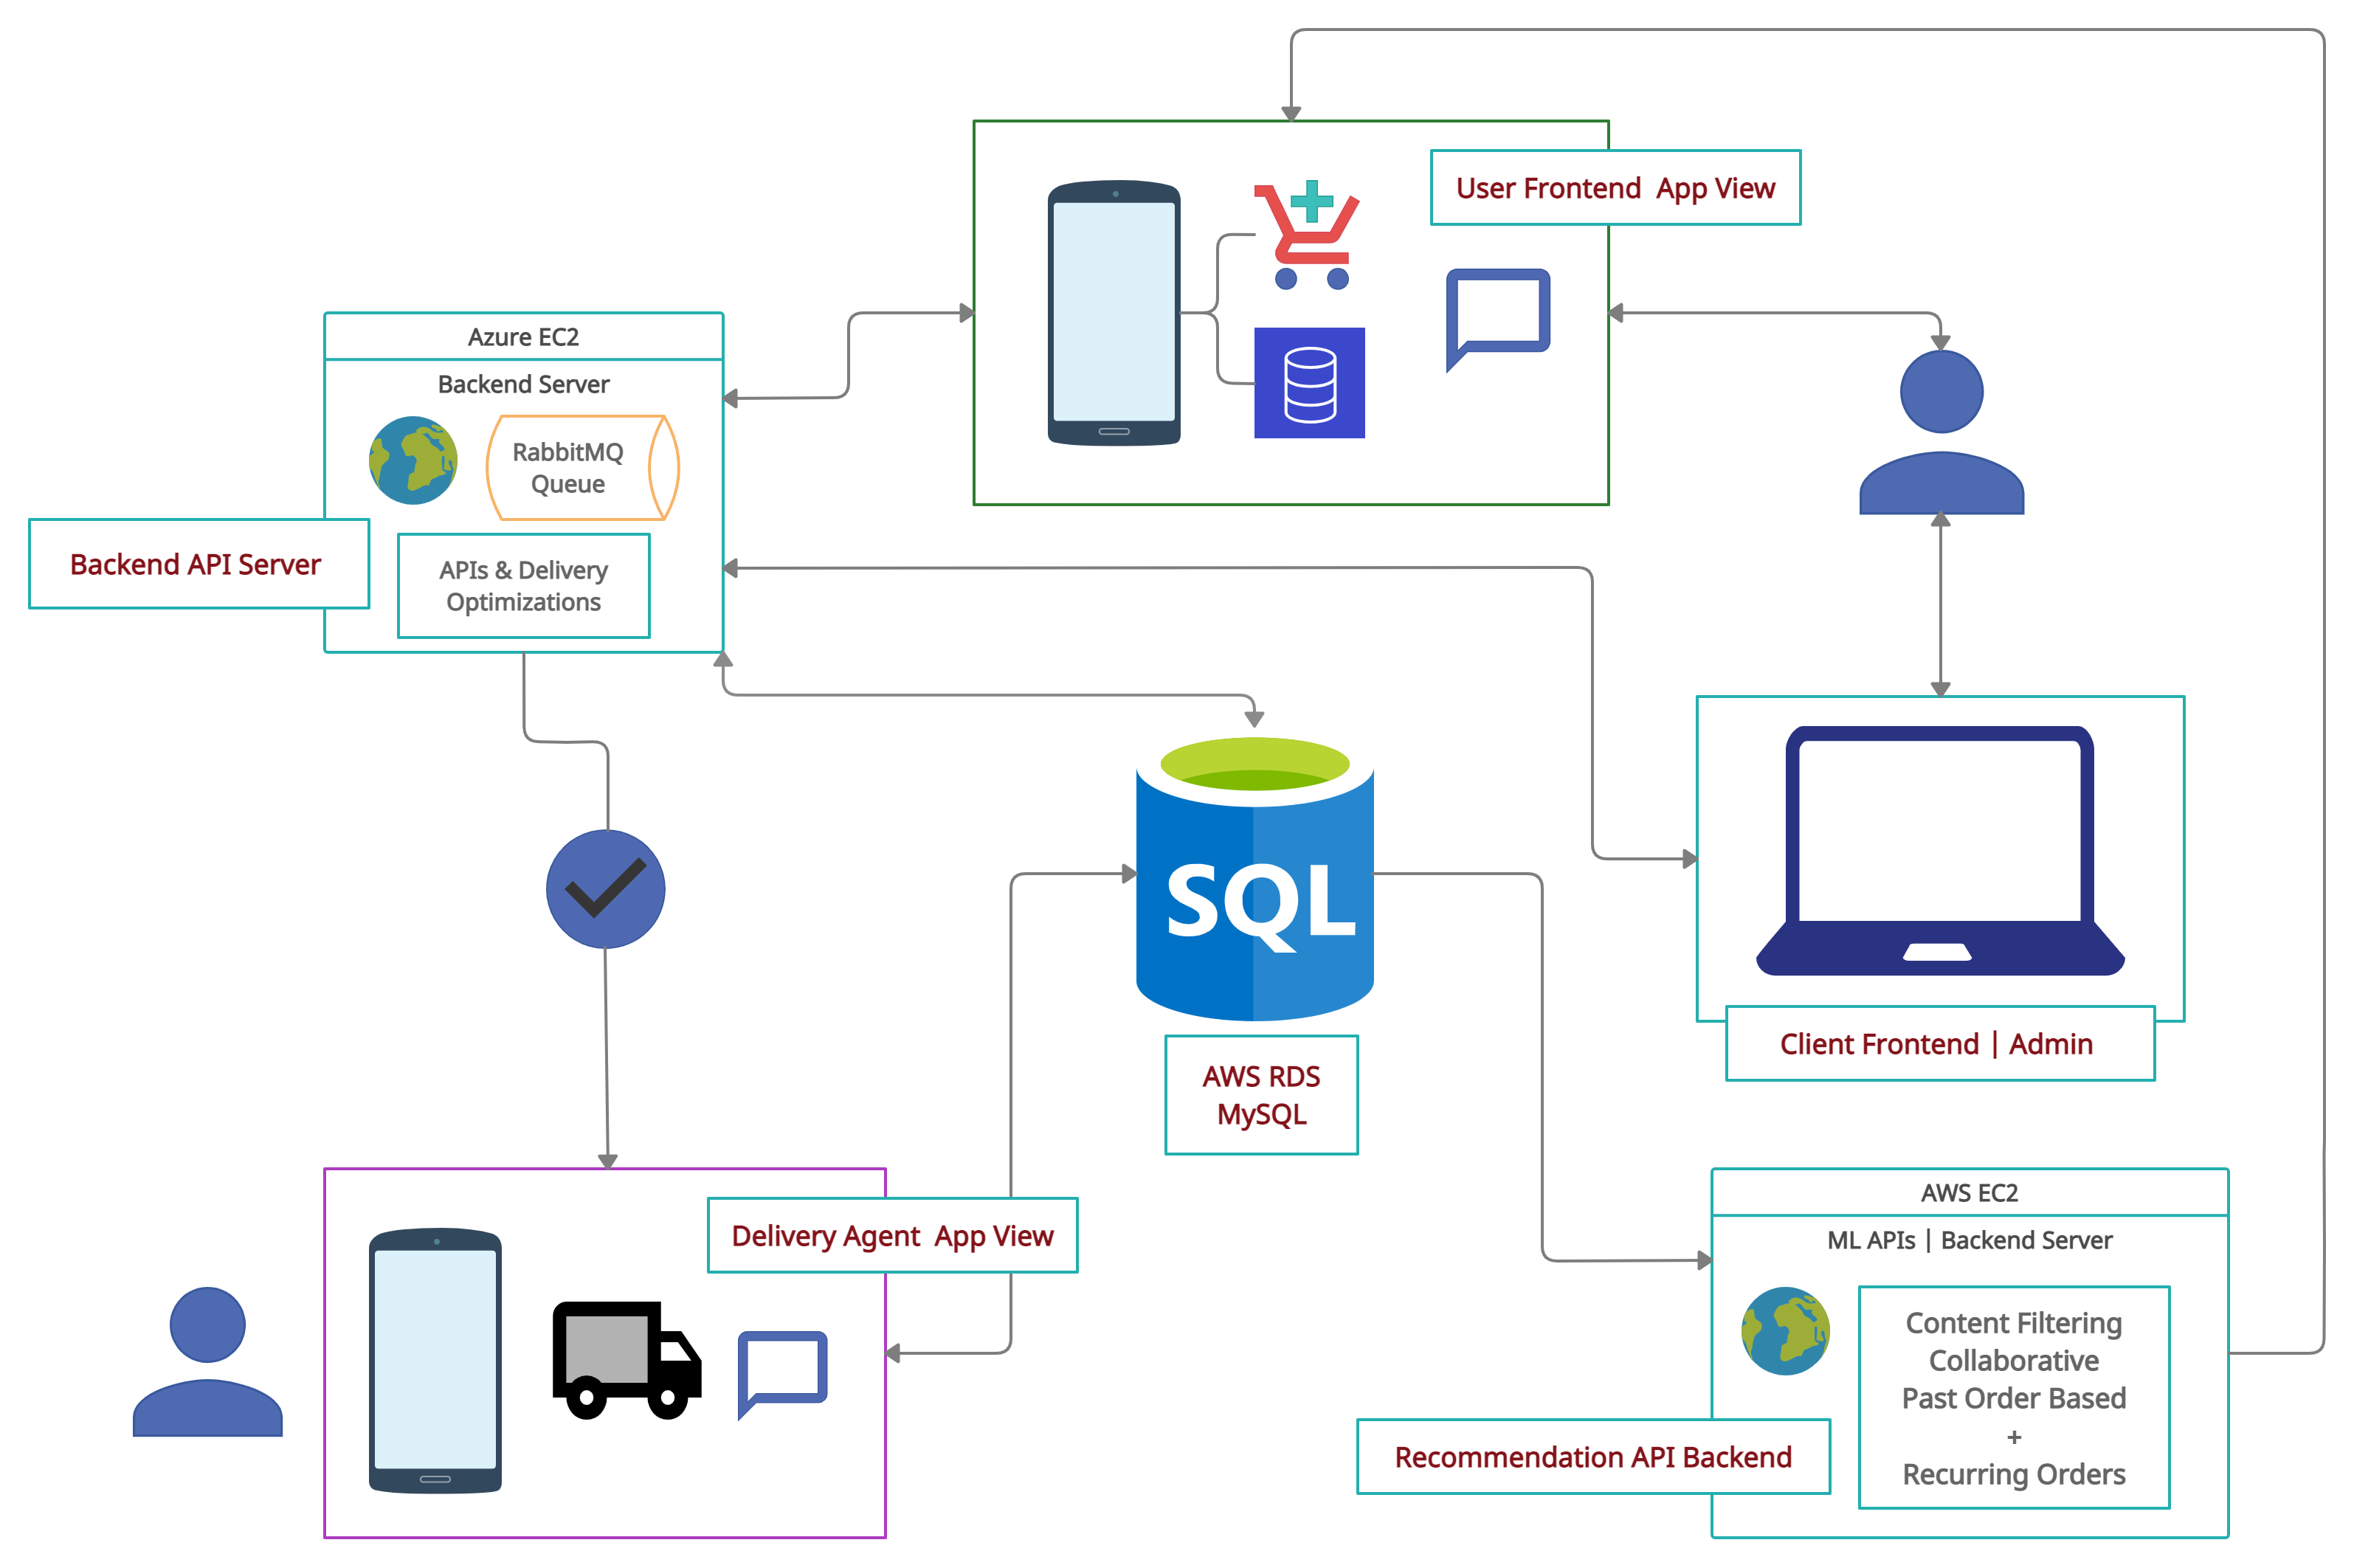 User Frontend App View
Azure EC2
Backend Server
RabbitMQ
Queue
Backend API Server
APIs & Delivery
Optimizations
SQL
AWS RDS
MySQL
Client Frontend | Admin
Delivery Agent App View
AWS EC2
ML APIs | Backend Server
Content Filtering
Collaborative
Past Order Based
+
Recurring Orders
Recommendation API Backend